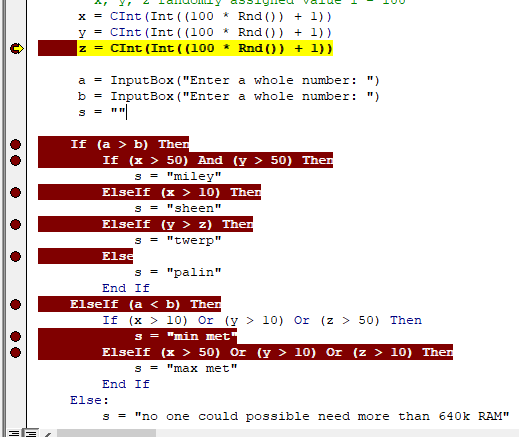 x, y, z randomly assigned value 1 - 100
x = CInt(Int((100 * Rnd()) + 1))
y = CInt(Int((100 * Rnd()) + 1))
z = CInt(Int((100 * Rnd()) + 1))
a = InputBox("Enter a whole number: ")
b = InputBox("Enter a whole number: ")
s = ""
If (a > b) Then
If (x > 50) And (y > 50) Then
s = "miley"
ElseIf (x > 10) Then
s = "sheen"
ElseIf (y > z) Then
s = "twerp"
Else
s = "palin"
End If
ElseIf (a < b) Then
If (x > 10) Or (y > 10) Or (z > 50) Then
s = "min met"
ElseIf (x > 50) Or (y > 10) Or (z > 10) Then
s = "max met"
End If
Else:
s = "no one could possible need more than 640k RAM"